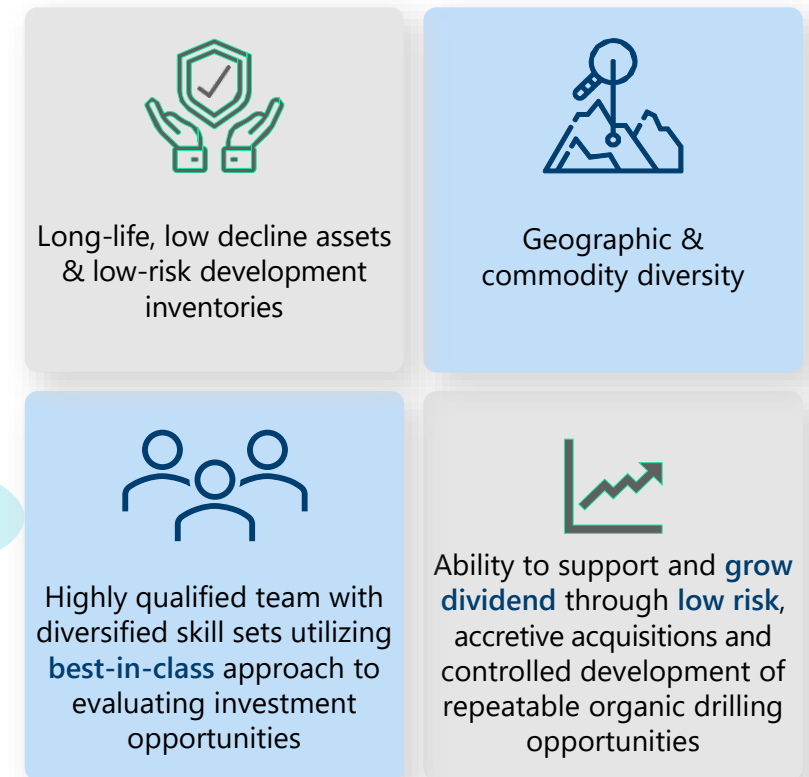 Long-life, low decline assets
& low-risk development
inventories
Geographic &
commodity diversity
Highly qualified team with
diversified skill sets utilizing
best-in-class approach to
evaluating investment
opportunities
Ability to support and grow
dividend through low risk,
accretive acquisitions and
controlled development of
repeatable organic drilling
opportunities